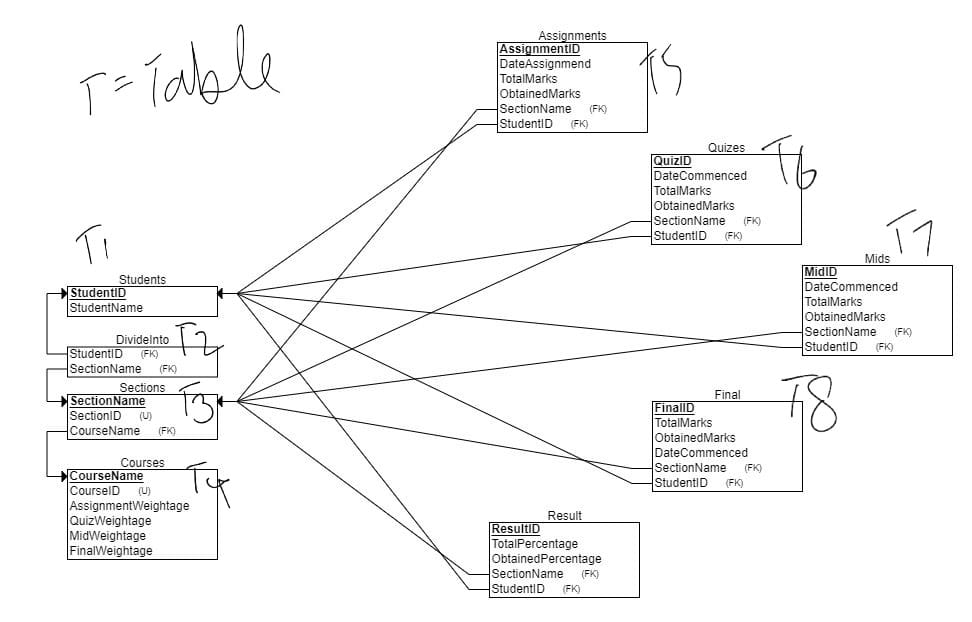 T = Table
Assignments
AssignmentID
DateAssignmend
TotalMarks
ObtainedMarks
SectionName (FK)
StudentID (FK)
T5
Quizes
QuizID
DateCommenced
TotalMarks
ObtainedMarks
SectionName (FK)
StudentID (FK)
T6
Mids
MidID
DateCommenced
TotalMarks
ObtainedMarks
SectionName (FK)
StudentID (FK)
T7
T1
Students
StudentID
StudentName
DivideInto
StudentID (FK)
SectionName (FK)
T2
Sections
SectionName
SectionID (U)
CourseName (FK)
T3
Courses
CourseName
CourseID (U)
AssignmentWeightage
QuizWeightage
MidWeightage
FinalWeightage
T4
Final
FinalID
TotalMarks
ObtainedMarks
DateCommenced
SectionName (FK)
StudentID (FK)
T8
Result
ResultID
TotalPercentage
ObtainedPercentage
SectionName (FK)
StudentID (FK)